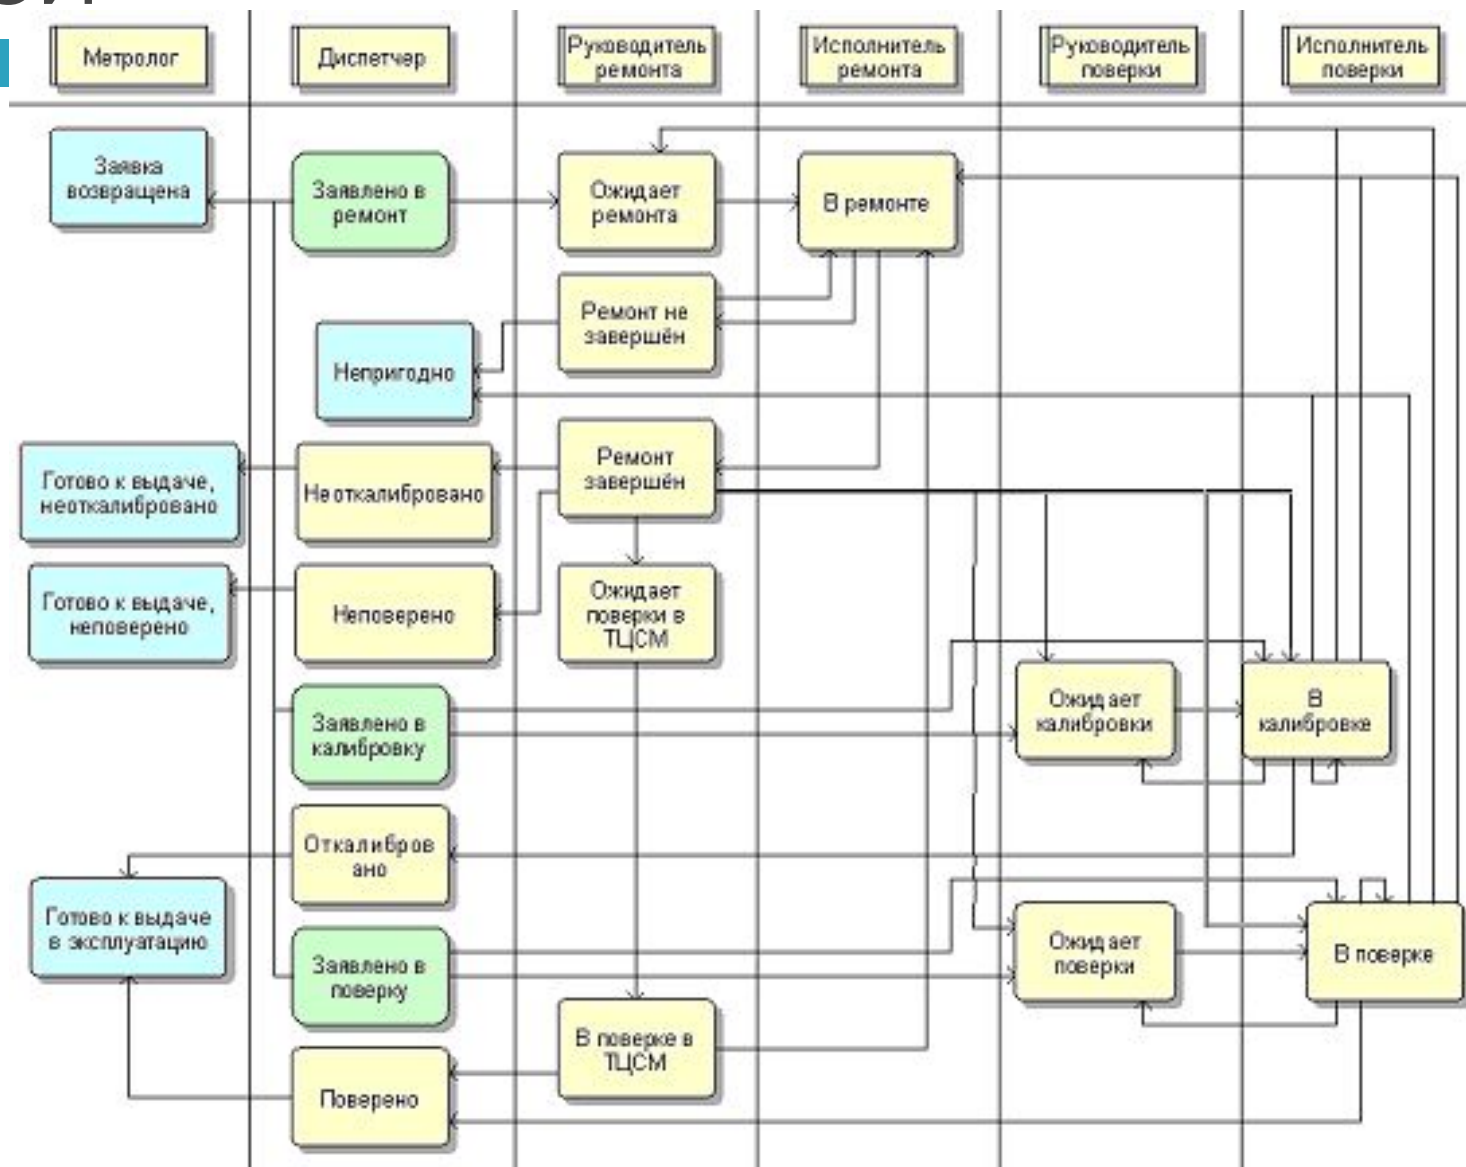 Метролог
Диспетчер
Руководитель
ремонта
Исполнитель
ремонта
Руководитель
поверки
Исполнитель
поверки
Заявка
возвращена
Заявлено в
ремонт
Ожидает
ремонта
В ремонте
Ремонт не
завершён
Непригодно
Готово к выдаче,
неоткалибровано
Неоткалибровано
Ремонт
завершён
Готово к выдаче,
неповерено
Неповерено
Ожидает
поверки в
ТЦСМ
Заявлено в
калибровку
Ожидает
калибровки
В
калибровке
Откалибров
ано
Готово к выдаче
в эксплуатацию
Заявлено в
поверку
Ожидает
поверки
В поверке
В поверке в
ТЦСМ
Поверено